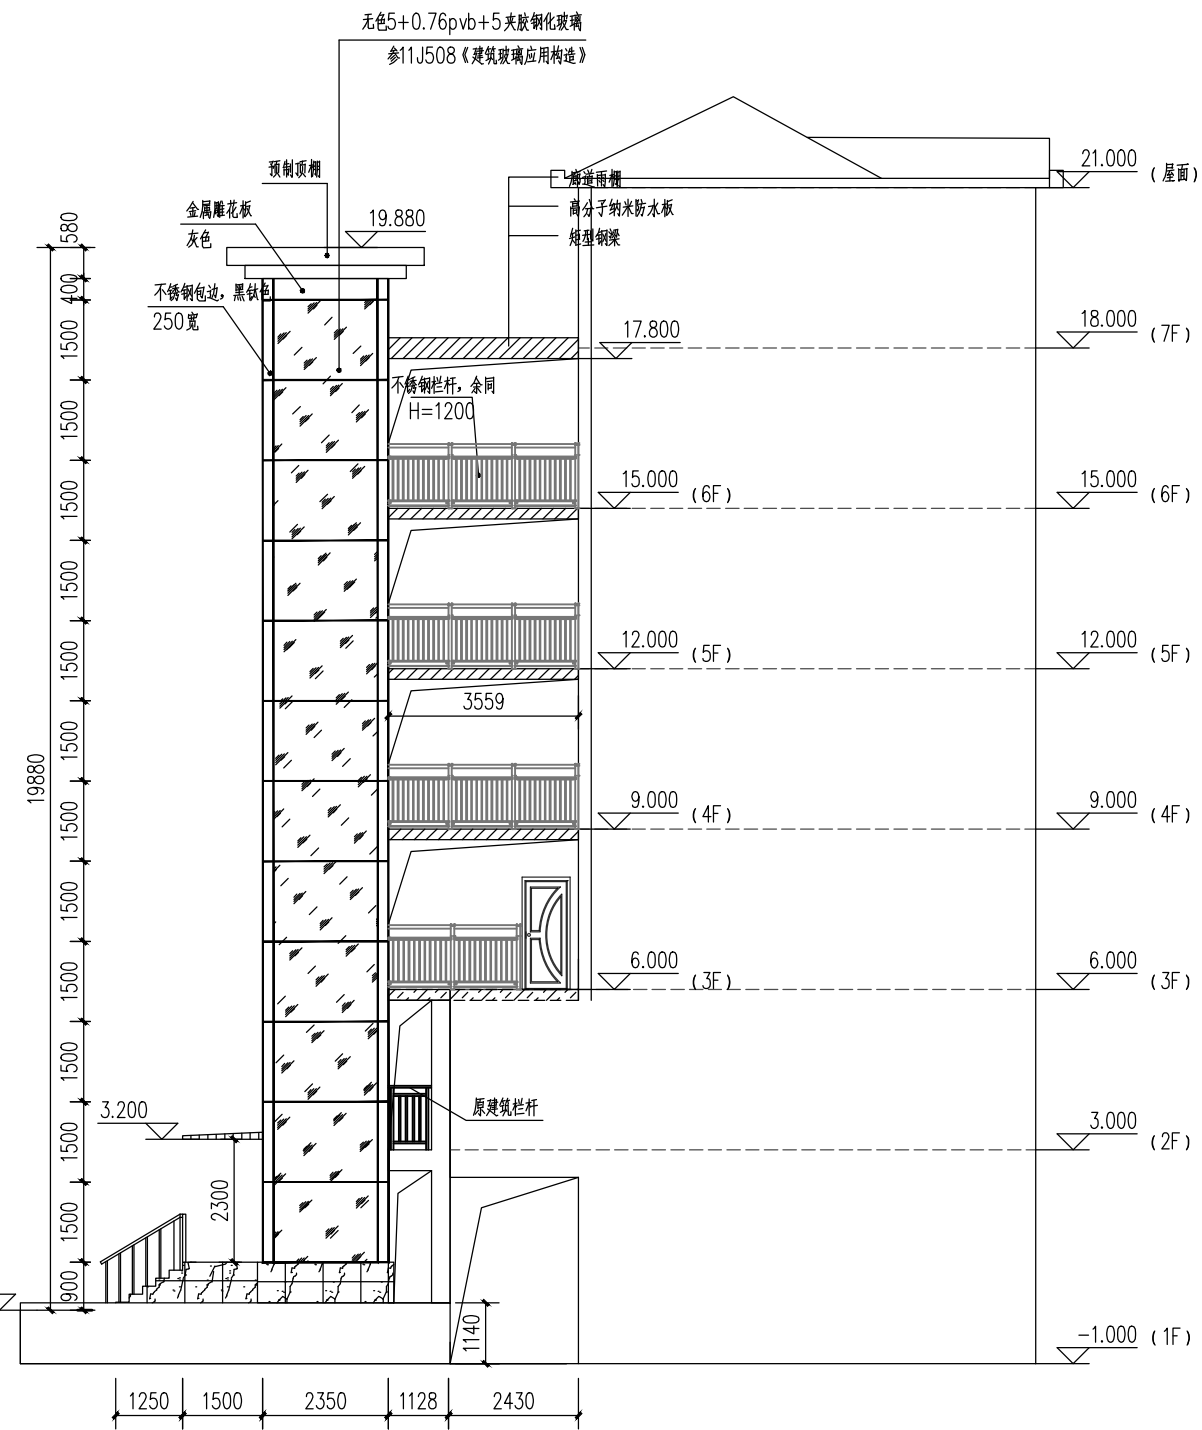 无色5+0.76pvb+5夹胶钢化玻璃
参11J508《建筑玻璃应用构造》
预制顶棚
金属雕花板
灰色
不锈钢包边，黑钛色
250宽
19.880
廊道雨棚
高分子纳米防水板
矩型钢梁
21.000 (屋面)
17.800
18.000 (7F)
不锈钢栏杆，余同
H=1200
15.000 (6F)
15.000 (6F)
12.000 (5F)
12.000 (5F)
3559
9.000 (4F)
9.000 (4F)
6.000 (3F)
6.000 (3F)
原建筑栏杆
3.200
3.000 (2F)
2300
1140
-1.000 (1F)
580
400
1500
1500
1500
1500
1500
1500
1500
1500
1500
1500
1500
1500
900
19880
1250
1500
2350
1128
2430